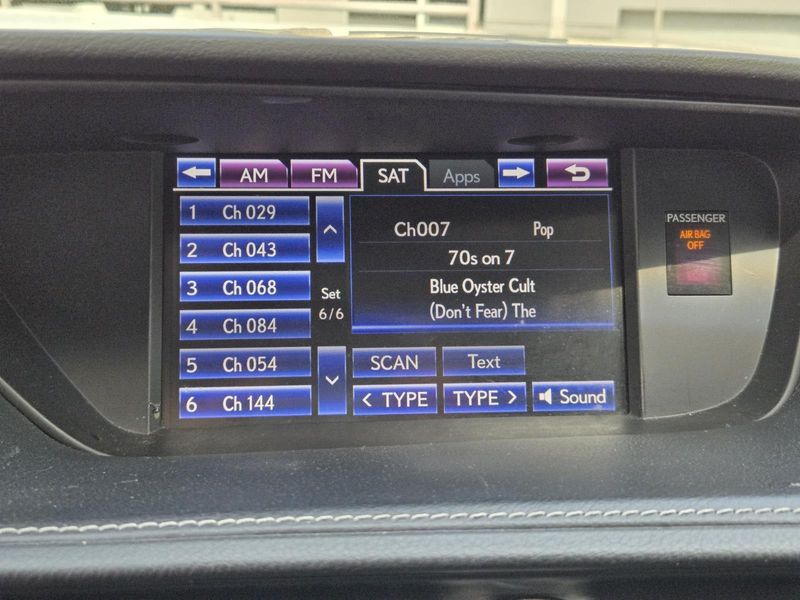 AM FM SAT Apps
1 Ch 029
2 Ch 043
3 Ch 068
4 Ch 084
5 Ch 054
6 Ch 144
Set
6/6
Ch007 Pop
70s on 7
Blue Oyster Cult
(Don't Fear) The
SCAN Text
< TYPE TYPE > Sound
PASSENGER
AIR BAG
OFF